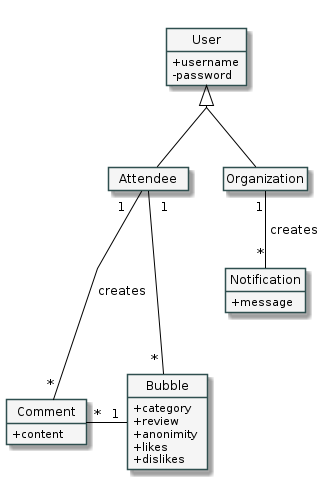 User
+username
-password
Attendee
Organization
1
1
1
creates
*
Notification
+message
creates
*
*
Bubble
+category
+review
+anonimity
+likes
+dislikes
Comment
+content
* 1